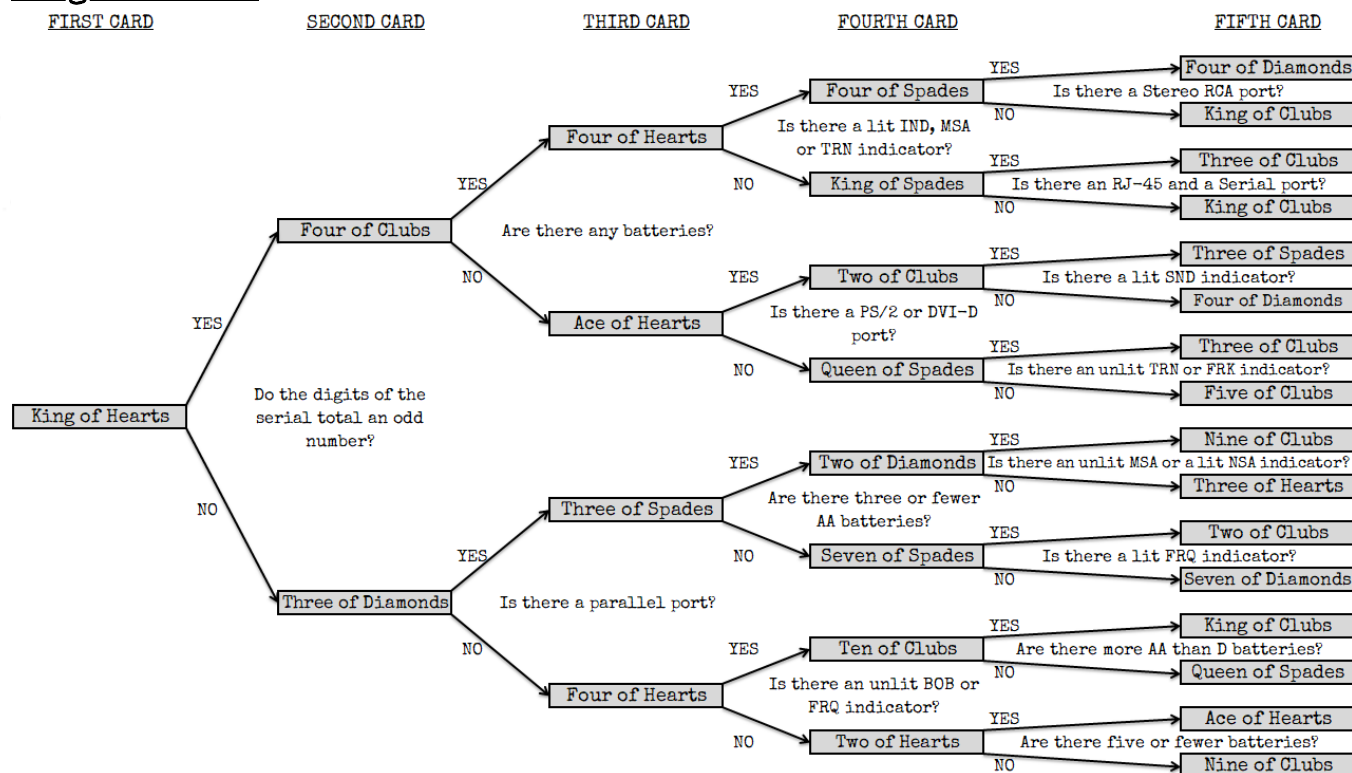 FIRST CARD
SECOND CARD
THIRD CARD
FOURTH CARD
FIFTH CARD
King of Hearts
YES
NO
Do the digits of the
serial total an odd
number?
Four of Clubs
Three of Diamonds
YES
NO
Are there any batteries?
YES
NO
Is there a parallel port?
Four of Hearts
Ace of Hearts
Three of Spades
Four of Hearts
YES
Is there a lit IND, MSA
or TRN indicator?
NO
YES
Is there a PS/2 or DVI-D
port?
NO
YES
Are there three or fewer
AA batteries?
NO
YES
Is there an unlit BOB or
FRQ indicator?
NO
Four of Spades
King of Spades
Two of Clubs
Queen of Spades
Two of Diamonds
Seven of Spades
Ten of Clubs
Two of Hearts
YES
Four of Diamonds
Is there a Stereo RCA port?
NO
King of Clubs
YES
Three of Clubs
Is there an RJ-45 and a Serial port?
NO
King of Clubs
YES
Three of Spades
Is there a lit SND indicator?
NO
Four of Diamonds
YES
Three of Clubs
Is there an unlit TRN or FRK indicator?
NO
Five of Clubs
YES
Nine of Clubs
Is there an unlit MSA or a lit NSA indicator?
NO
Three of Hearts
YES
Two of Clubs
Is there a lit FRQ indicator?
NO
Seven of Diamonds
YES
King of Clubs
Are there more AA than D batteries?
NO
Queen of Spades
YES
Ace of Hearts
Are there five or fewer batteries?
NO
Nine of Clubs